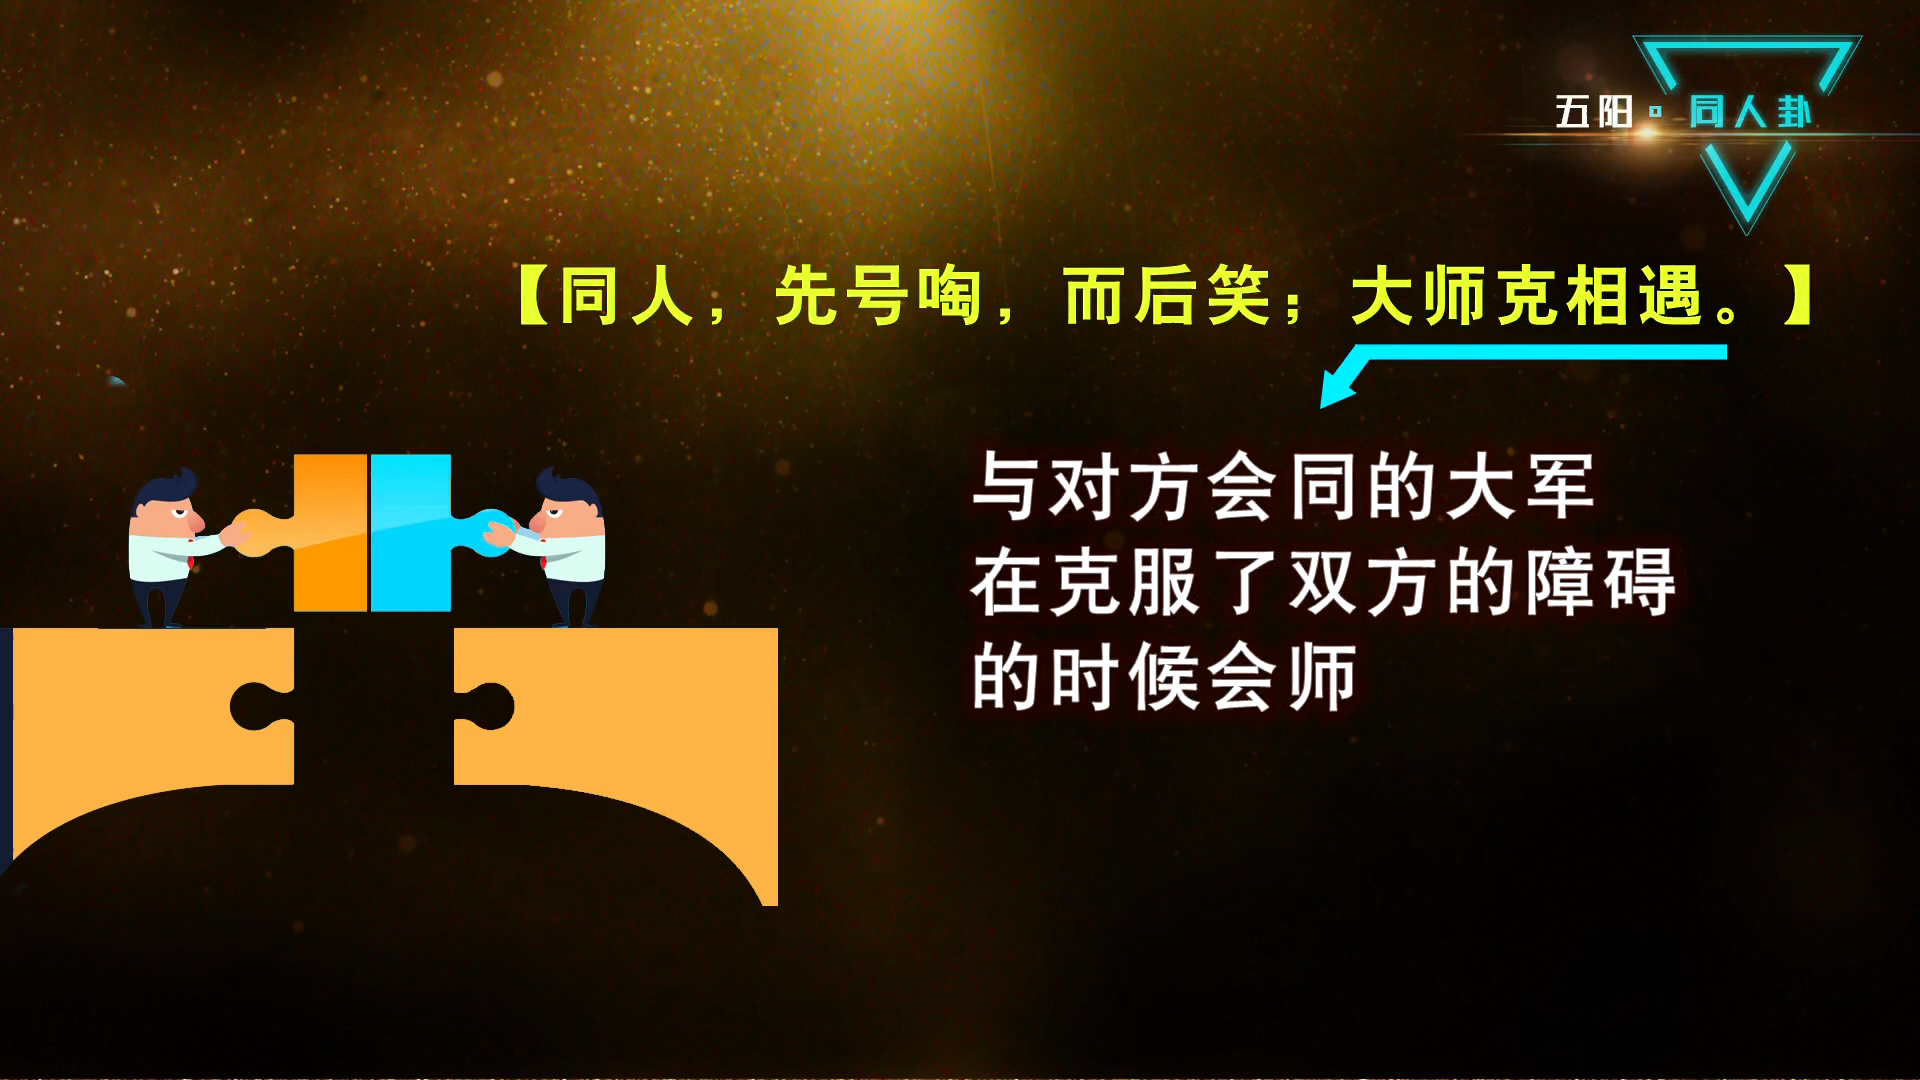 五阳·同人卦
【同人，先号啕，而后笑；大师克相遇。】
与对方会同的大军
在克服了双方的障碍
的时候会师